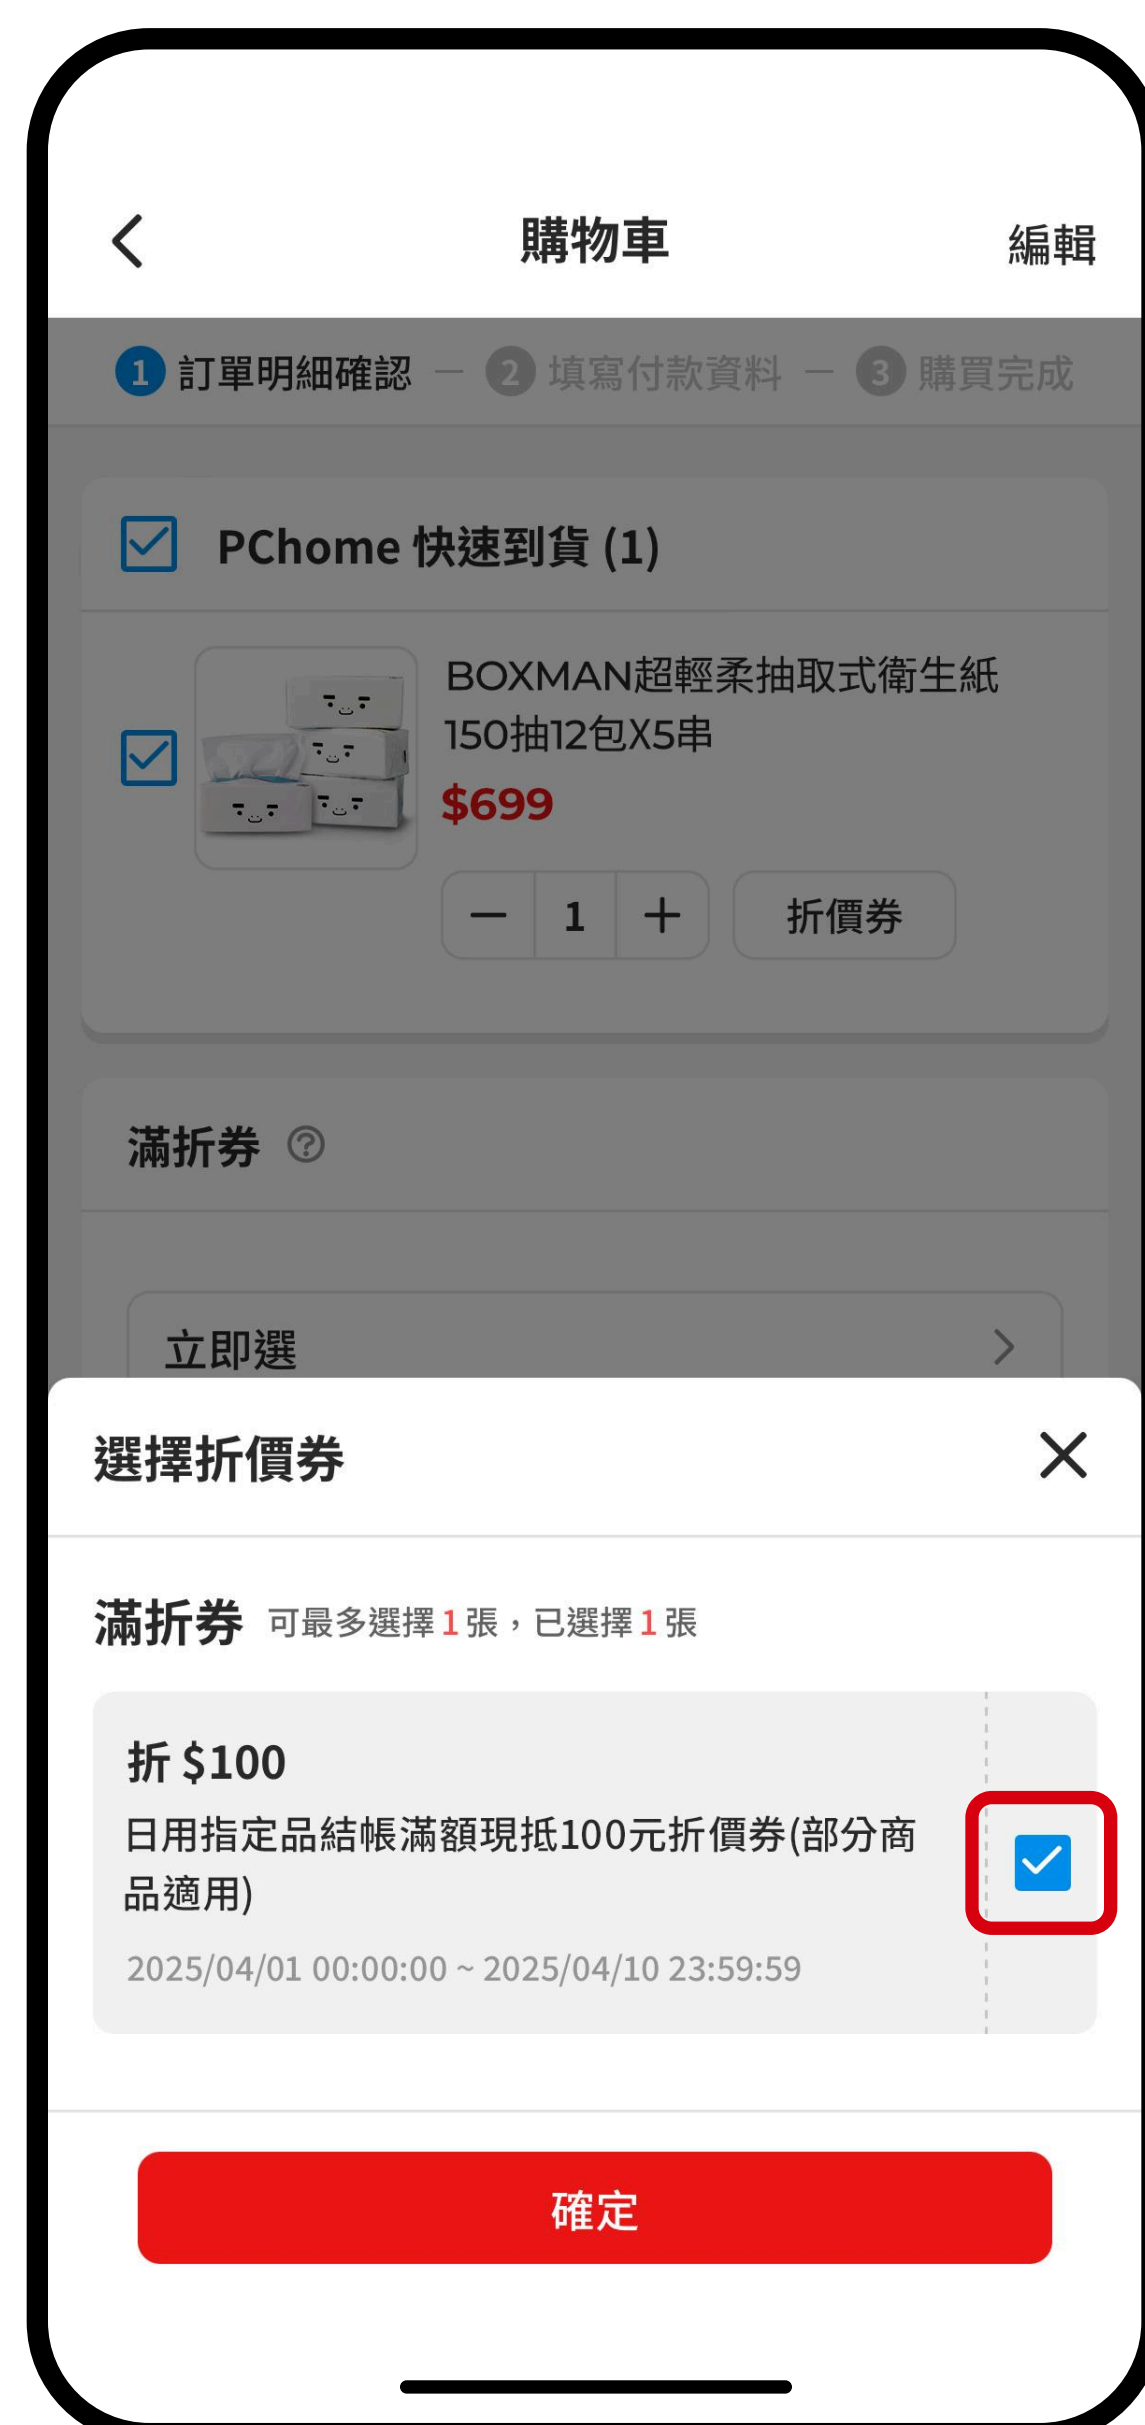 購物車
編輯
1 訂單明細確認 — 2 填寫付款資料 — 3 購買完成
PChome 快速到貨 (1)
BOXMAN超輕柔抽取式衛生紙
150抽12包X5串
$699
— 1 + 折價券
滿折券 ?
立即選
選擇折價券
滿折券 可最多選擇 1 張，已選擇 1 張
折 $100
日用指定品結帳滿額現抵100元折價券(部分商
品適用)
2025/04/01 00:00:00 ~ 2025/04/10 23:59:59
確定